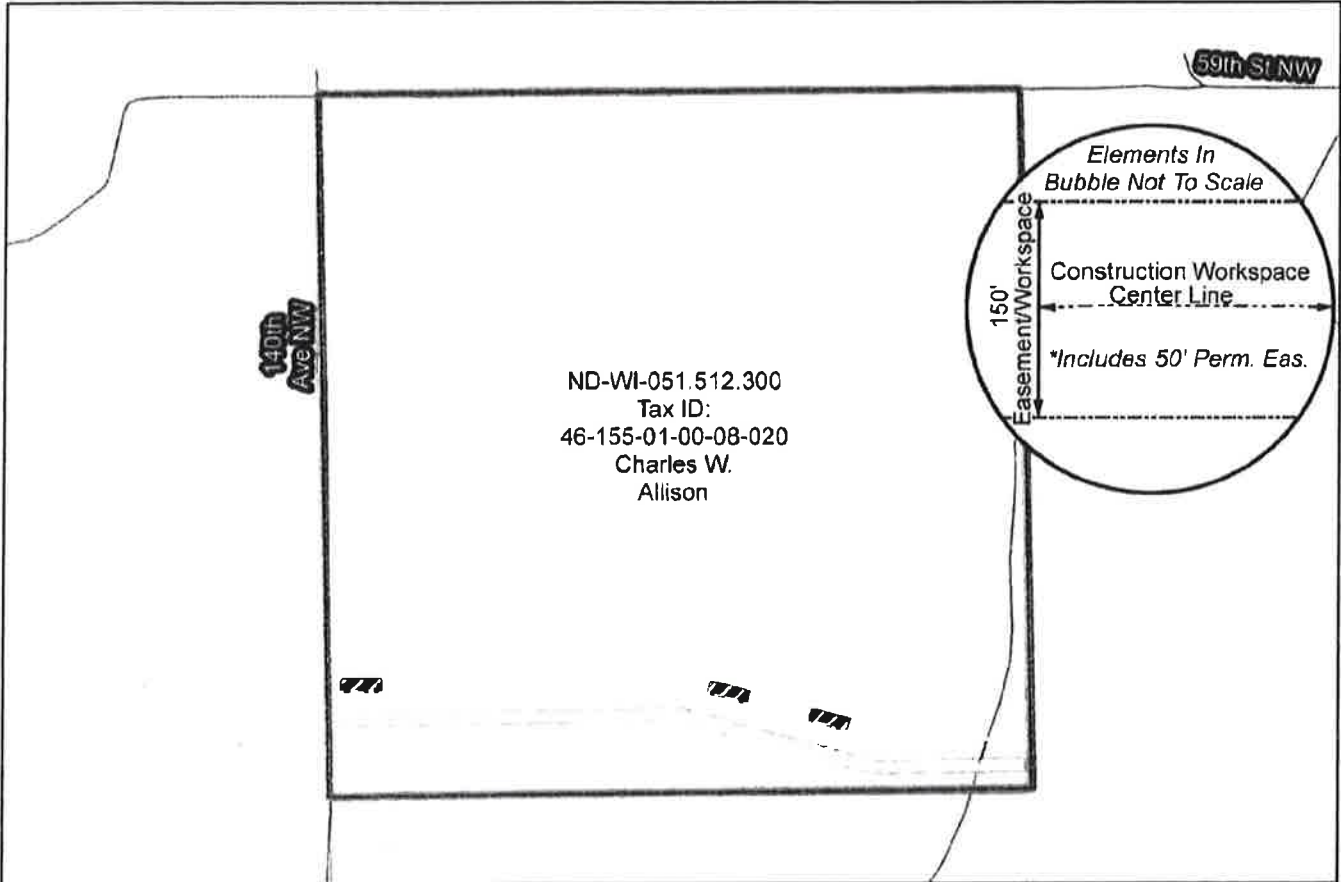 59th St NW
Elements In
Bubble Not To Scale
150'
Easement/Workspace
Construction Workspace
Center Line
*Includes 50' Perm. Eas.
140th
Ave NW
ND-WI-051.512.300
Tax ID:
46-155-01-00-08-020
Charles W.
Allison